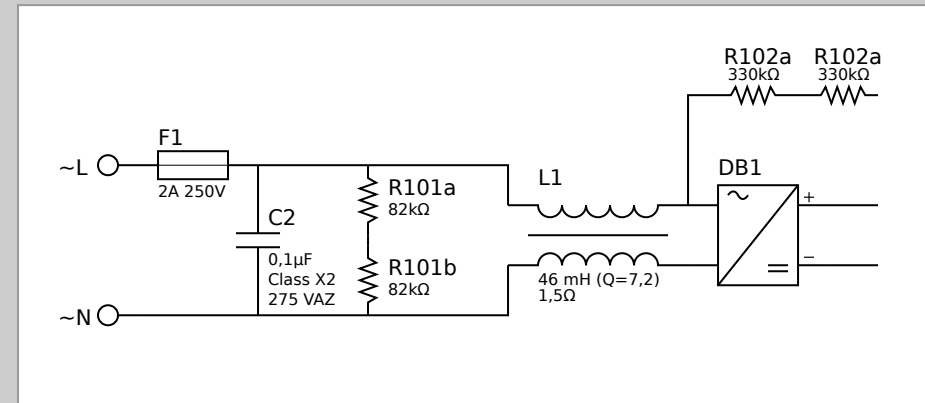 R102a
330kΩ
R102a
330kΩ
F1
~L
2A 250V
R101a
82kΩ
L1
DB1
+
C2
0,1µF
Class X2
275 VAZ
R101b
82kΩ
−
46 mH (Q=7,2)
1,5Ω
~N